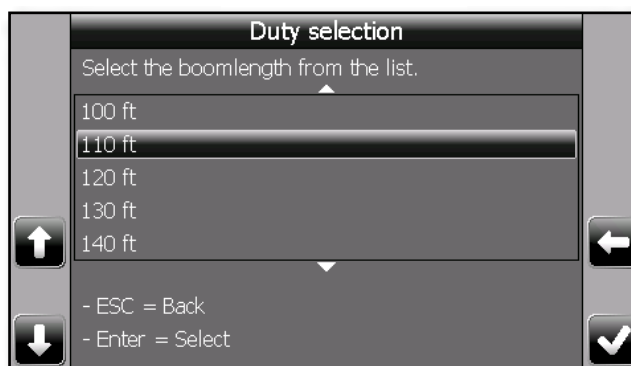 Duty selection
Select the boomlength from the list.
100 ft
110 ft
120 ft
130 ft
140 ft
- ESC = Back
- Enter = Select